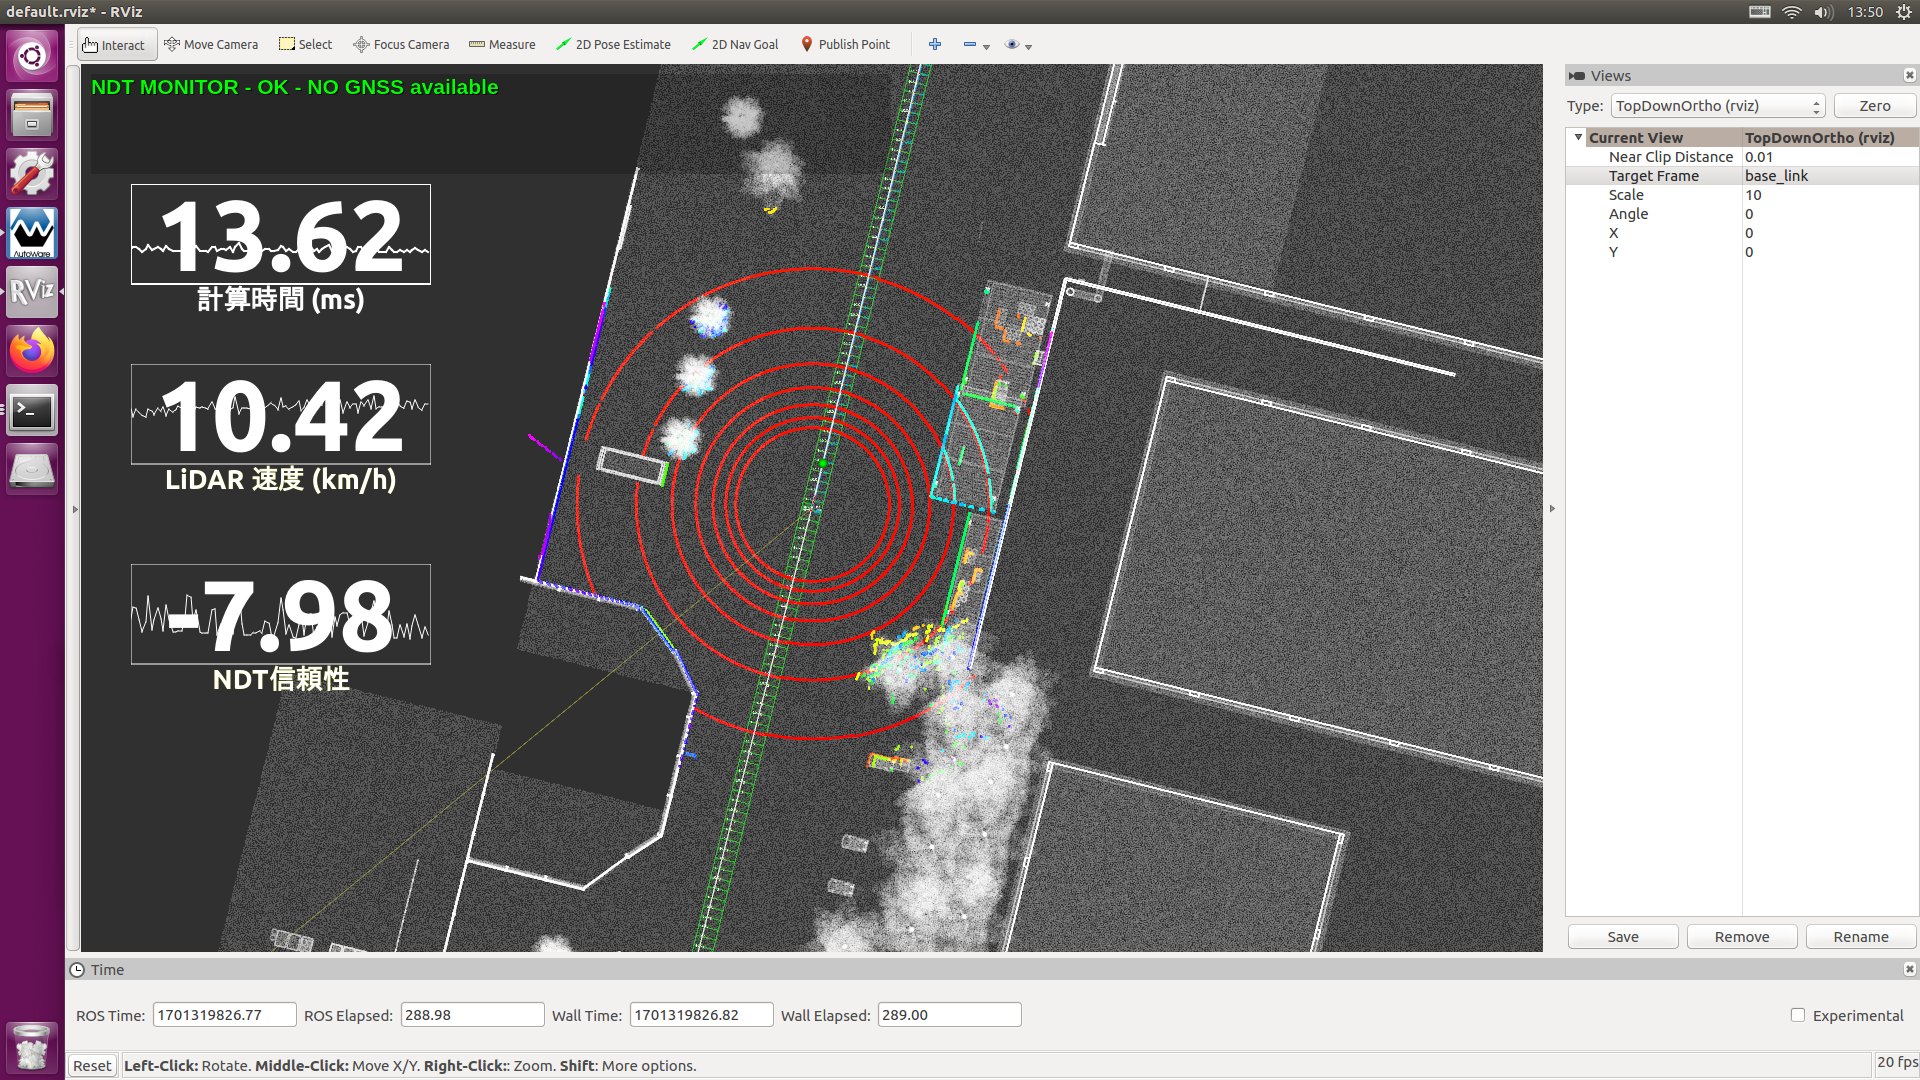 default.rviz* - RViz
13:50
Interact
Move Camera
Select
Focus Camera
Measure
2D Pose Estimate
2D Nav Goal
Publish Point
NDT MONITOR - OK - NO GNSS available
13.62
計算時間 (ms)
10.42
LiDAR 速度 (km/h)
-7.98
NDT信頼性
AutoWare
RViz
Views
Type: TopDownOrtho (rviz) Zero
Current View TopDownOrtho (rviz)
Near Clip Distance 0.01
Target Frame base_link
Scale 10
Angle 0
X 0
Y 0
Save Remove Rename
Time
ROS Time: 1701319826.77 ROS Elapsed: 288.98 Wall Time: 1701319826.82 Wall Elapsed: 289.00 Experimental
Reset Left-Click: Rotate. Middle-Click: Move X/Y. Right-Click:: Zoom. Shift: More options. 20 fps